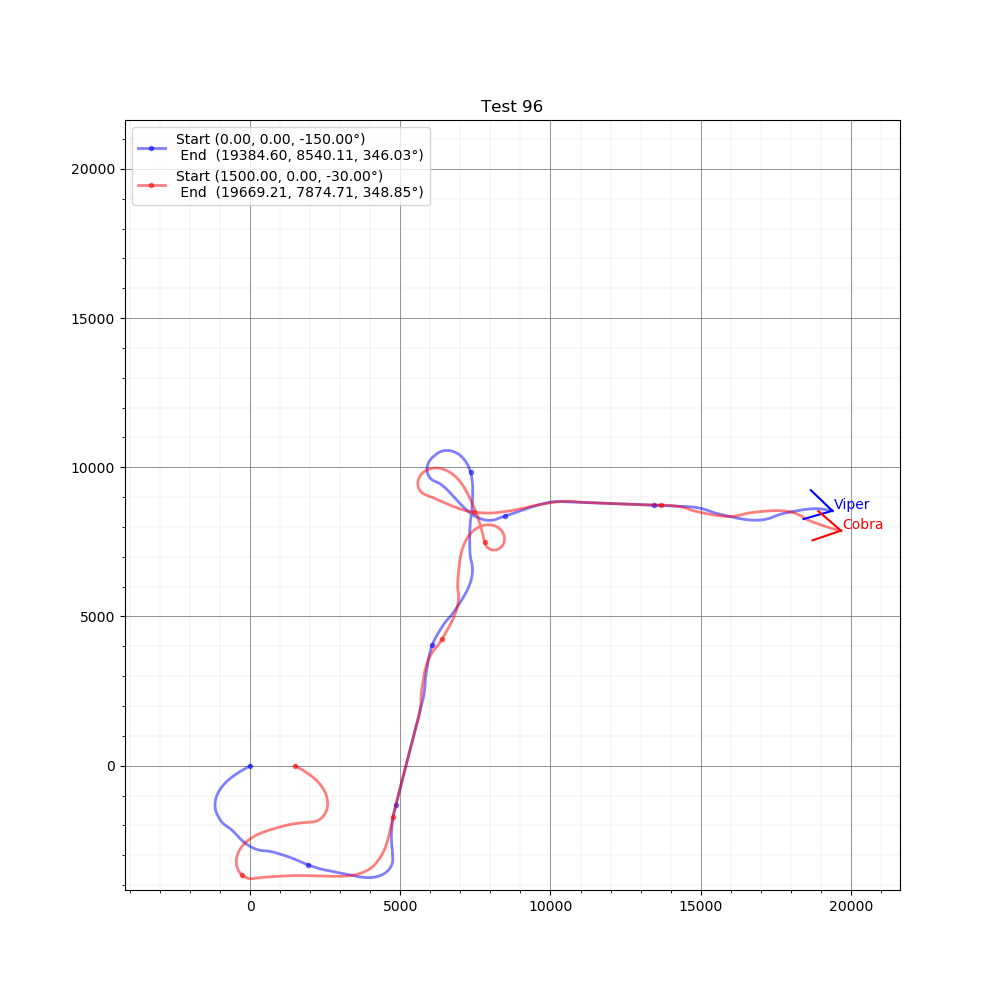 Test 96
Start (0.00, 0.00, -150.00°)
End  (19384.60, 8540.11, 346.03°)
Start (1500.00, 0.00, -30.00°)
End  (19669.21, 7874.71, 348.85°)
20000
15000
10000
5000
0
Viper
Cobra
0 5000 10000 15000 20000